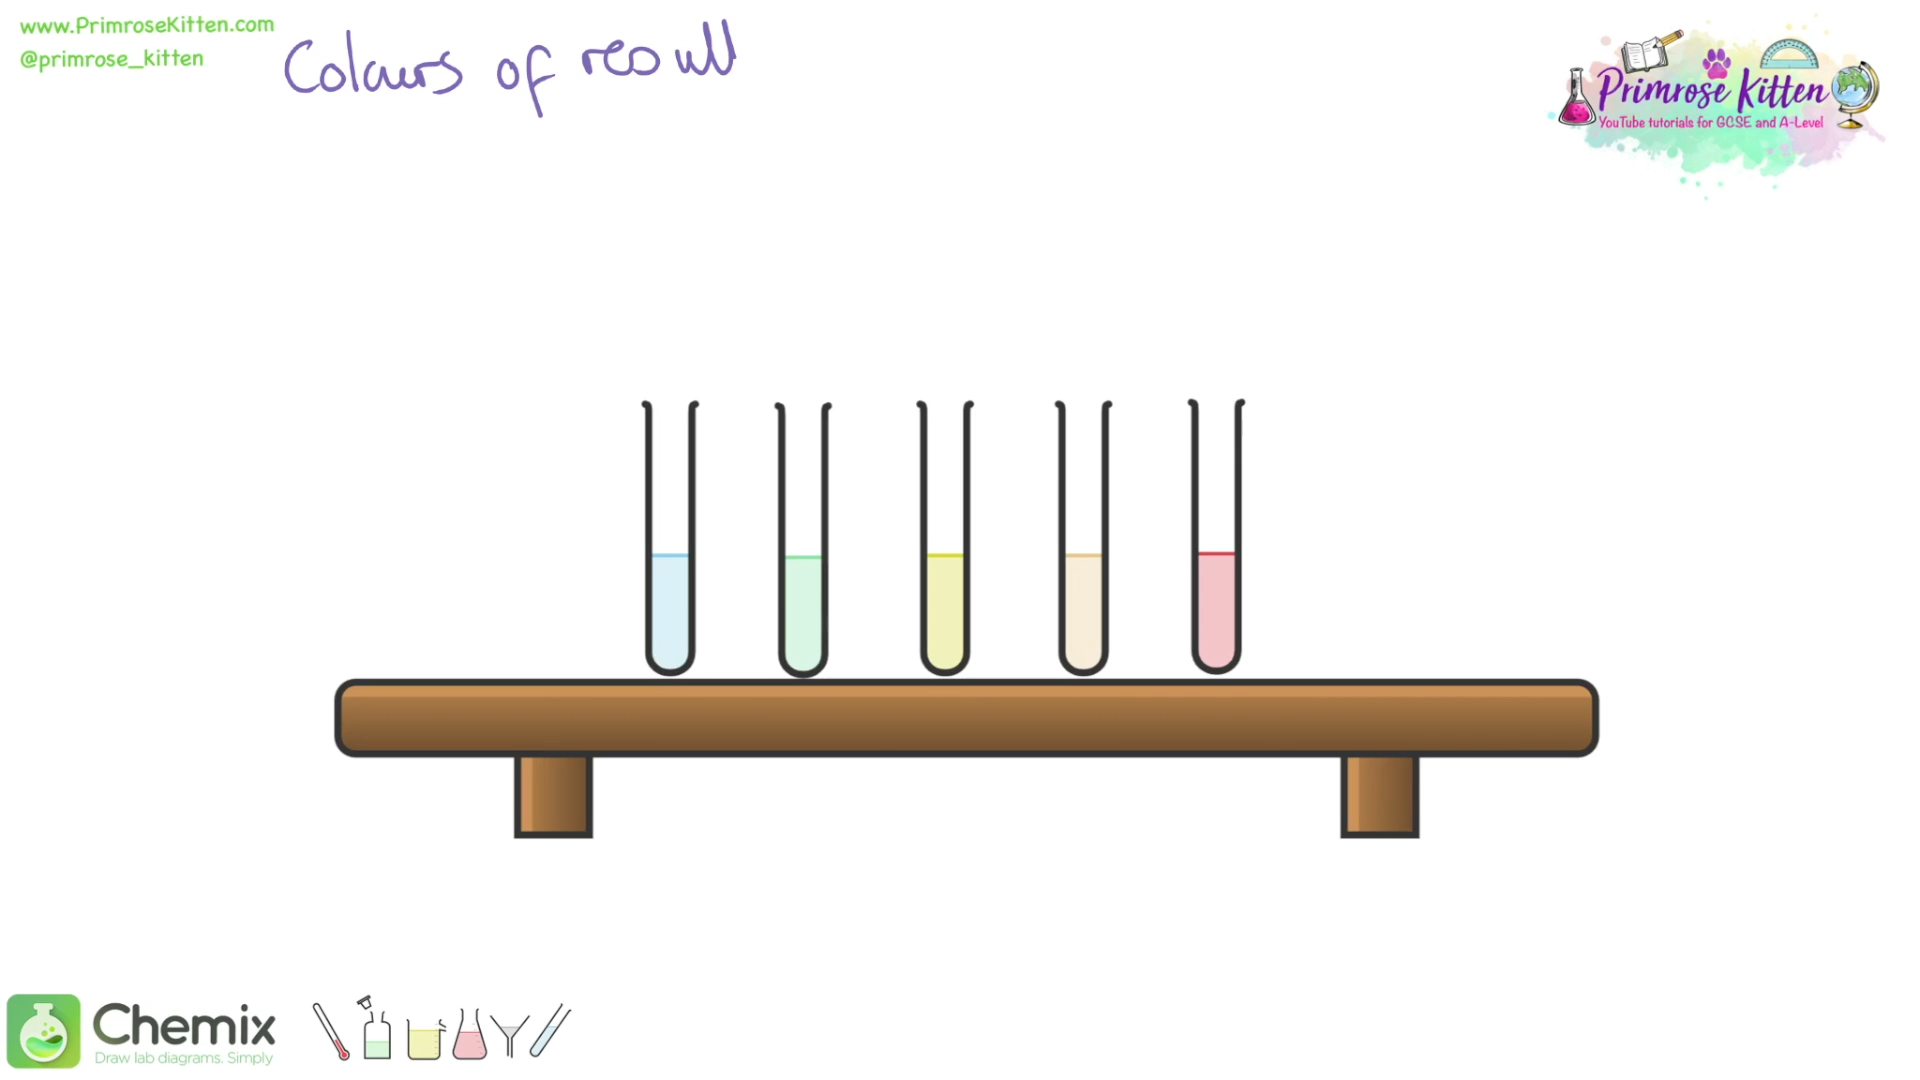 www.PrimroseKitten.com
@primrose_kitten
Colours of result
Primrose Kitten
YouTube tutorials for GCSE and A-Level
Chemix
Draw lab diagrams. Simply